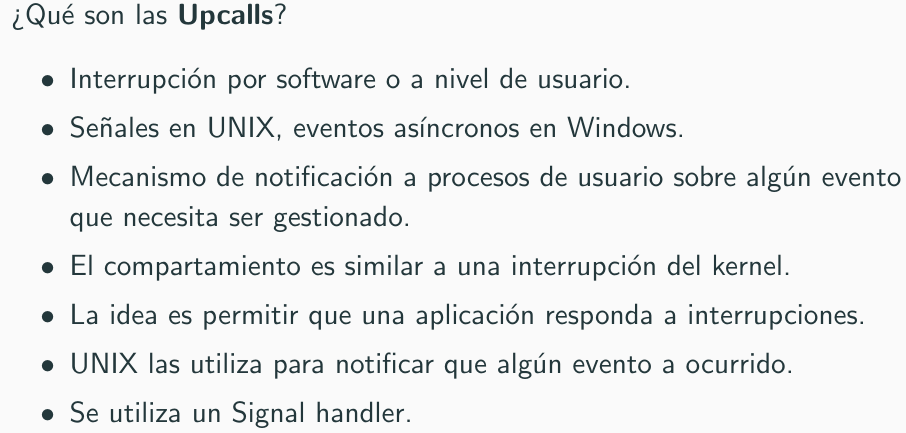 ¿Qué son las Upcalls?
• Interrupción por software o a nivel de usuario.
• Señales en UNIX, eventos asíncronos en Windows.
• Mecanismo de notificación a procesos de usuario sobre algún evento
que necesita ser gestionado.
• El compartamiento es similar a una interrupción del kernel.
• La idea es permitir que una aplicación responda a interrupciones.
• UNIX las utiliza para notificar que algún evento a ocurrido.
• Se utiliza un Signal handler.